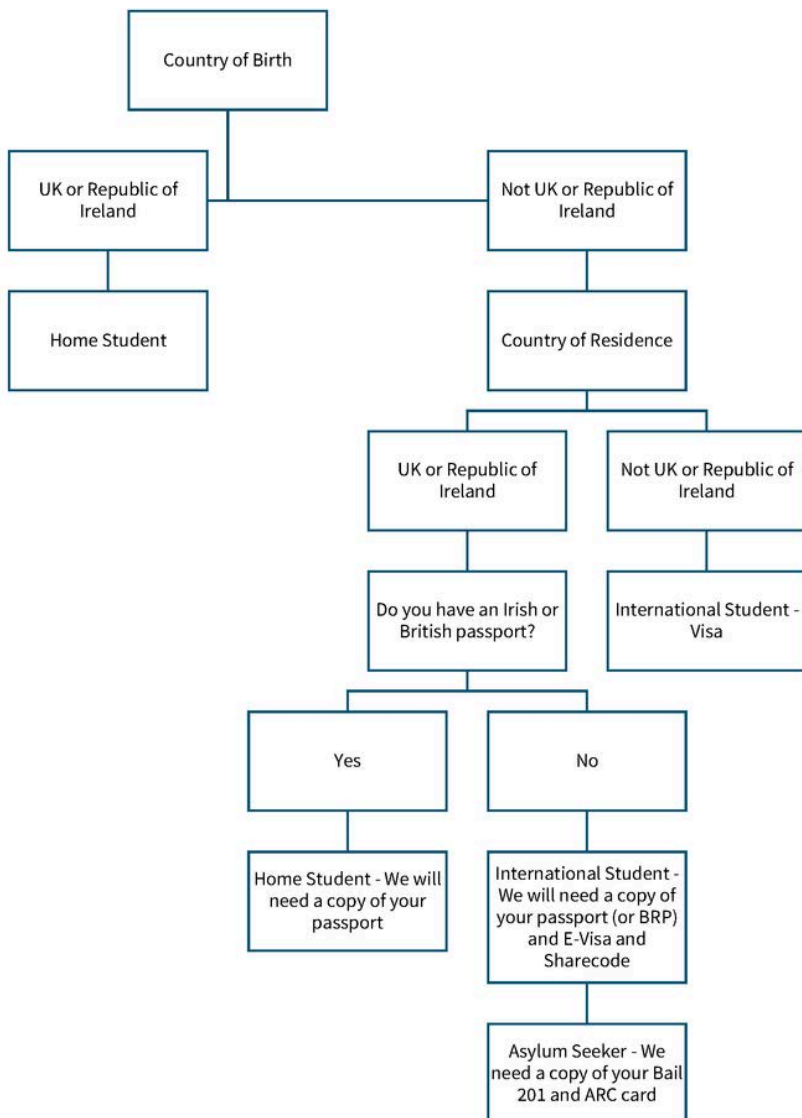 Country of Birth
UK or Republic of
Ireland
Not UK or Republic of
Ireland
Home Student
Country of Residence
UK or Republic of
Ireland
Not UK or Republic of
Ireland
Do you have an Irish or
British passport?
International Student -
Visa
Yes
No
Home Student - We will
need a copy of your
passport
International Student -
We will need a copy of
your passport (or BRP)
and E-Visa and
Sharecode
Asylum Seeker - We
need a copy of your Bail
201 and ARC card